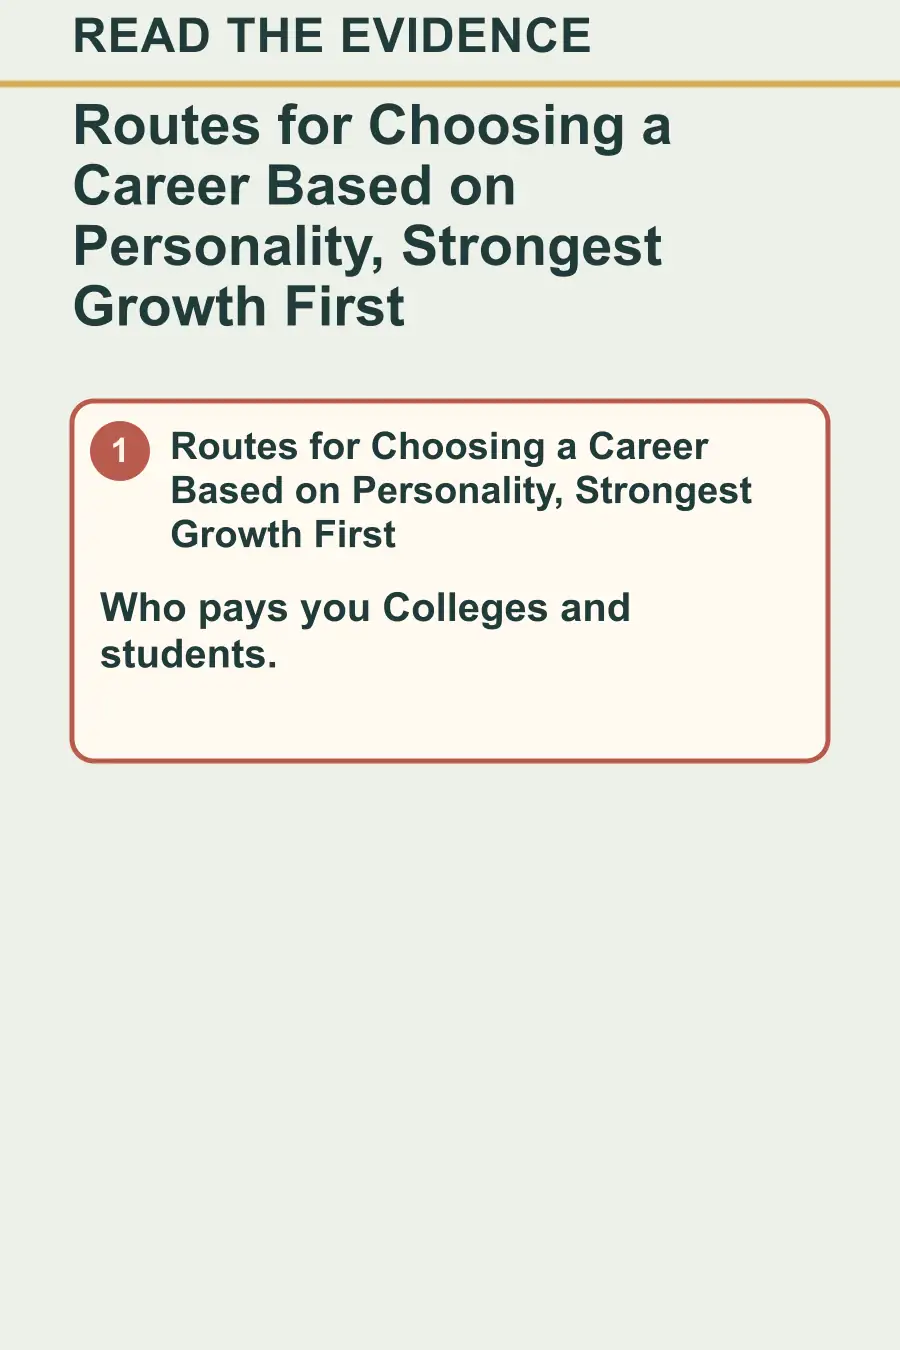 READ THE EVIDENCE
Routes for Choosing a
Career Based on
Personality, Strongest
Growth First
1
Routes for Choosing a Career
Based on Personality, Strongest
Growth First
Who pays you Colleges and
students.